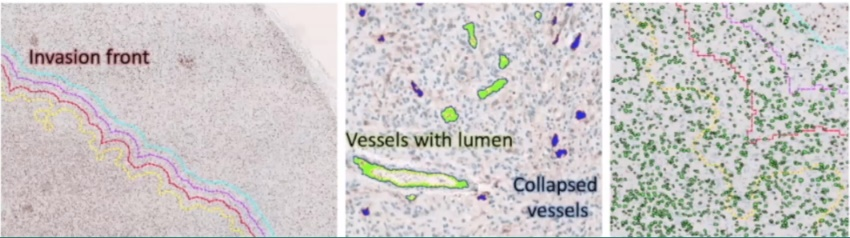 Invasion front
Vessels with lumen
Collapsed
vessels